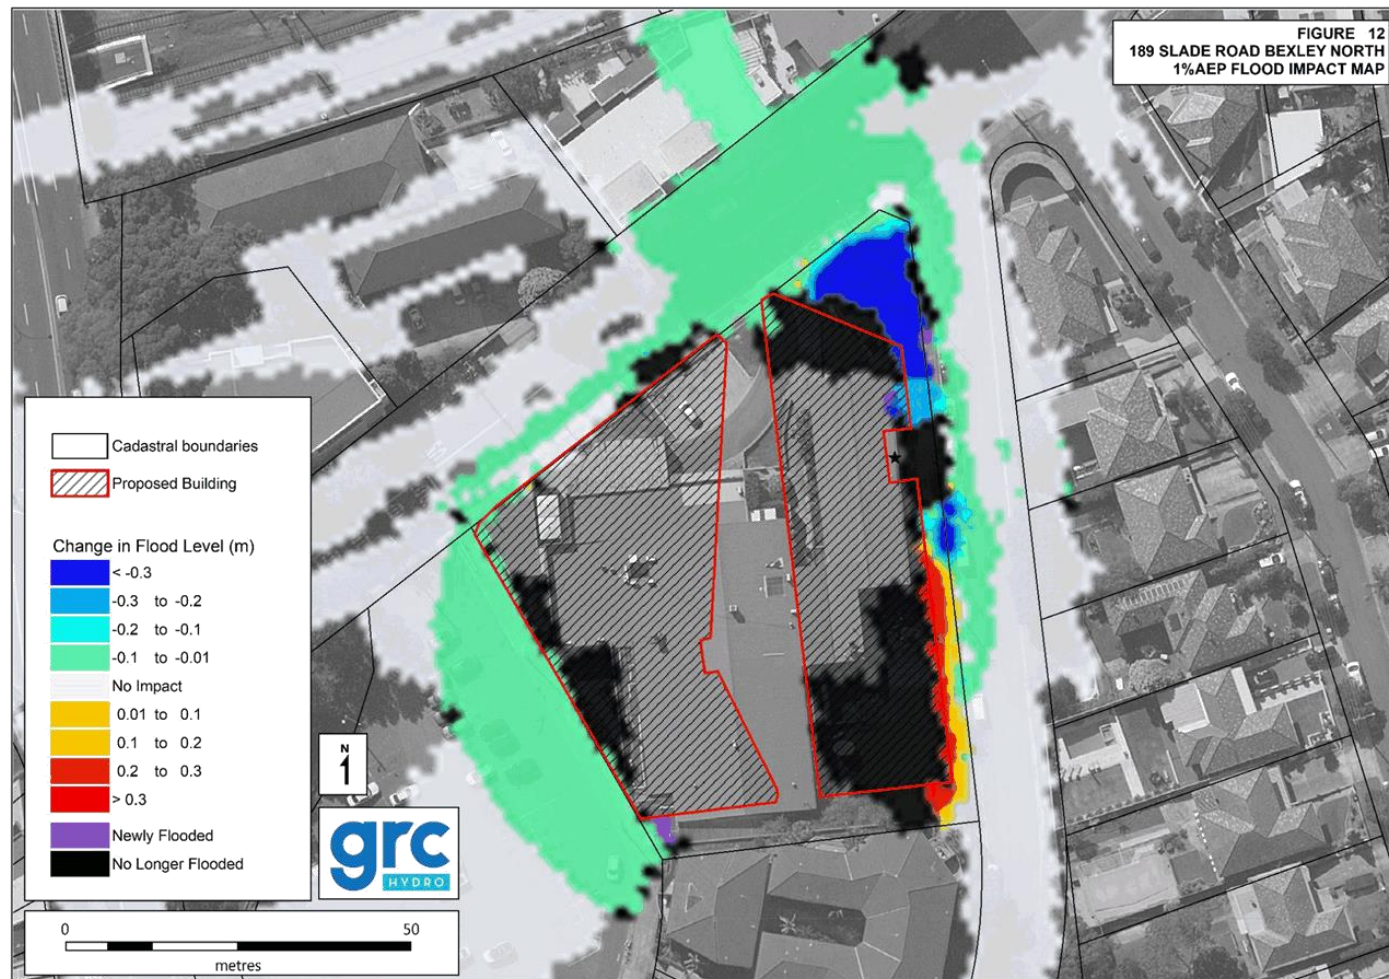 FIGURE 12
189 SLADE ROAD BEXLEY NORTH
1%AEP FLOOD IMPACT MAP
Cadastral boundaries
Proposed Building
Change in Flood Level (m)
< -0.3
-0.3 to -0.2
-0.2 to -0.1
-0.1 to -0.01
No Impact
0.01 to 0.1
0.1 to 0.2
0.2 to 0.3
> 0.3
Newly Flooded
No Longer Flooded
N
grc
HYDRO
0 50
metres